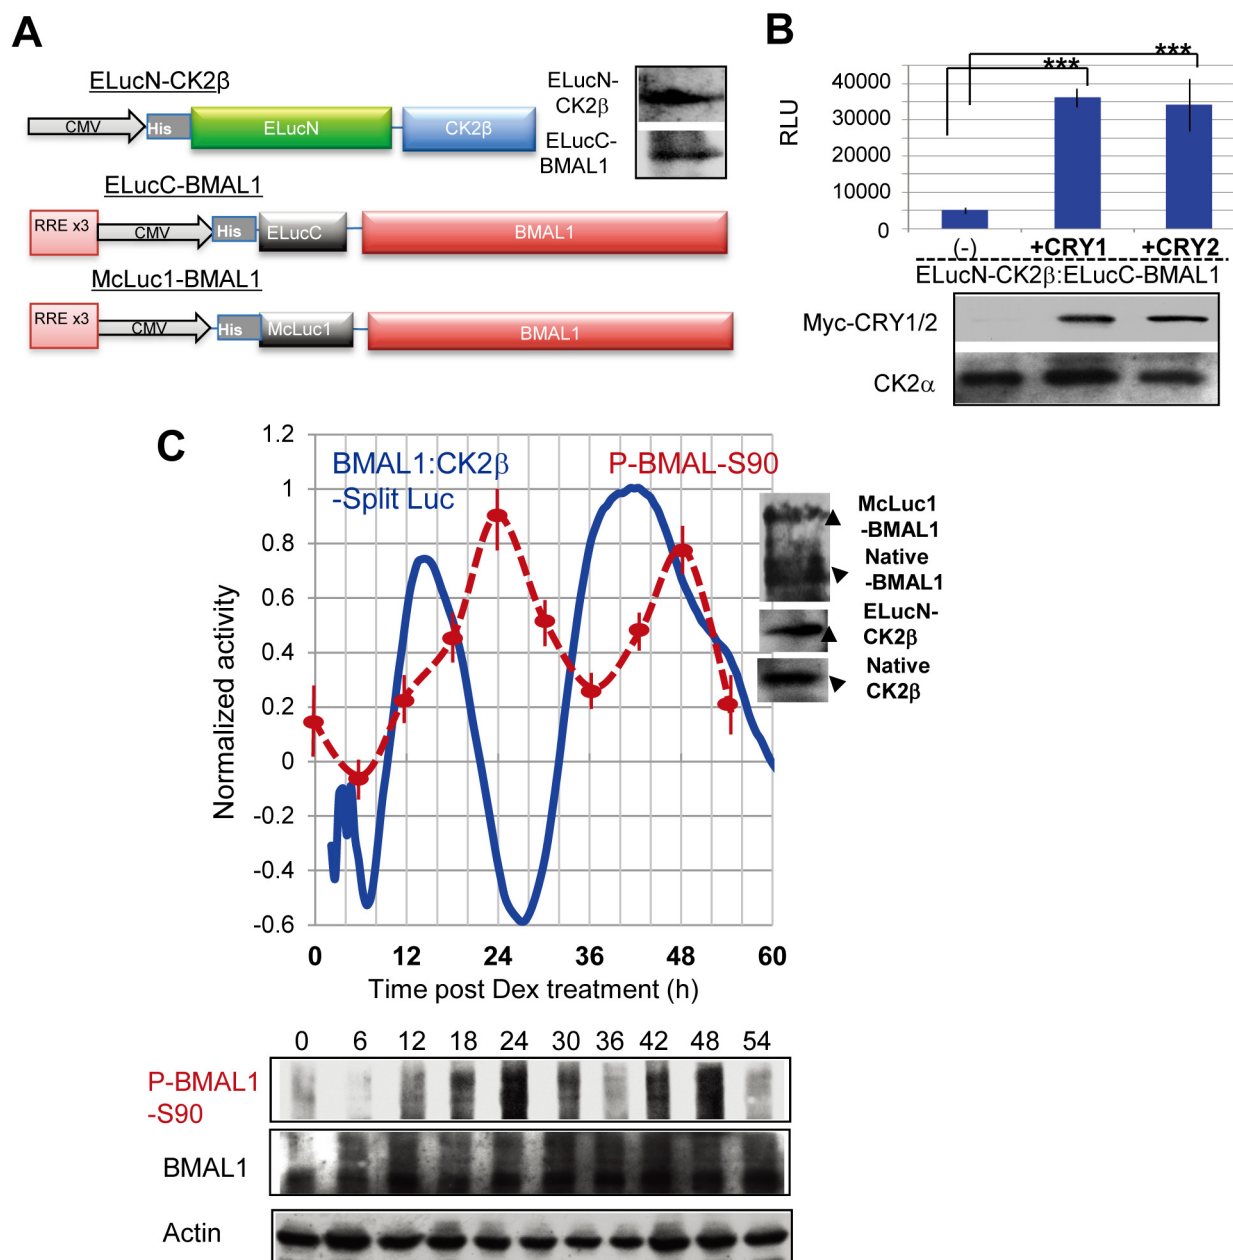 A
ELucN-CK2β
CMV
His
ELucN
CK2β
ELucN-
CK2β
ELucC-
BMAL1
ELucC-BMAL1
RRE x3
CMV
His
ELucC
BMAL1
McLuc1-BMAL1
RRE x3
CMV
His
McLuc1
BMAL1
B
***
***
40000
30000
20000
10000
0
RLU
(-)
+CRY1
+CRY2
ELucN-CK2β:ELucC-BMAL1
Myc-CRY1/2
CK2α
C
1.2
1
0.8
0.6
0.4
0.2
0
-0.2
-0.4
-0.6
Normalized activity
BMAL1:CK2β
-Split Luc
P-BMAL-S90
0 12 24 36 48 60
Time post Dex treatment (h)
McLuc1
-BMAL1
Native
-BMAL1
ELucN-
CK2β
Native
CK2β
0 6 12 18 24 30 36 42 48 54
P-BMAL1
-S90
BMAL1
Actin